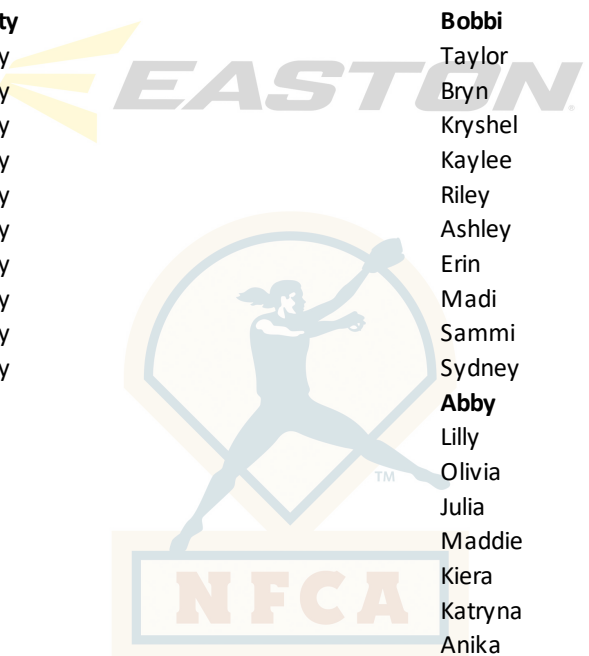 ty Bobbi
y Taylor
EASTON
y Bryn
y Kryshel
y Kaylee
y Riley
y Ashley
y Erin
y Madi
y Sammi
y Sydney
Abby
Lilly
TM Olivia
Julia
Maddie
Kiera
NFCA Katryna
Anika